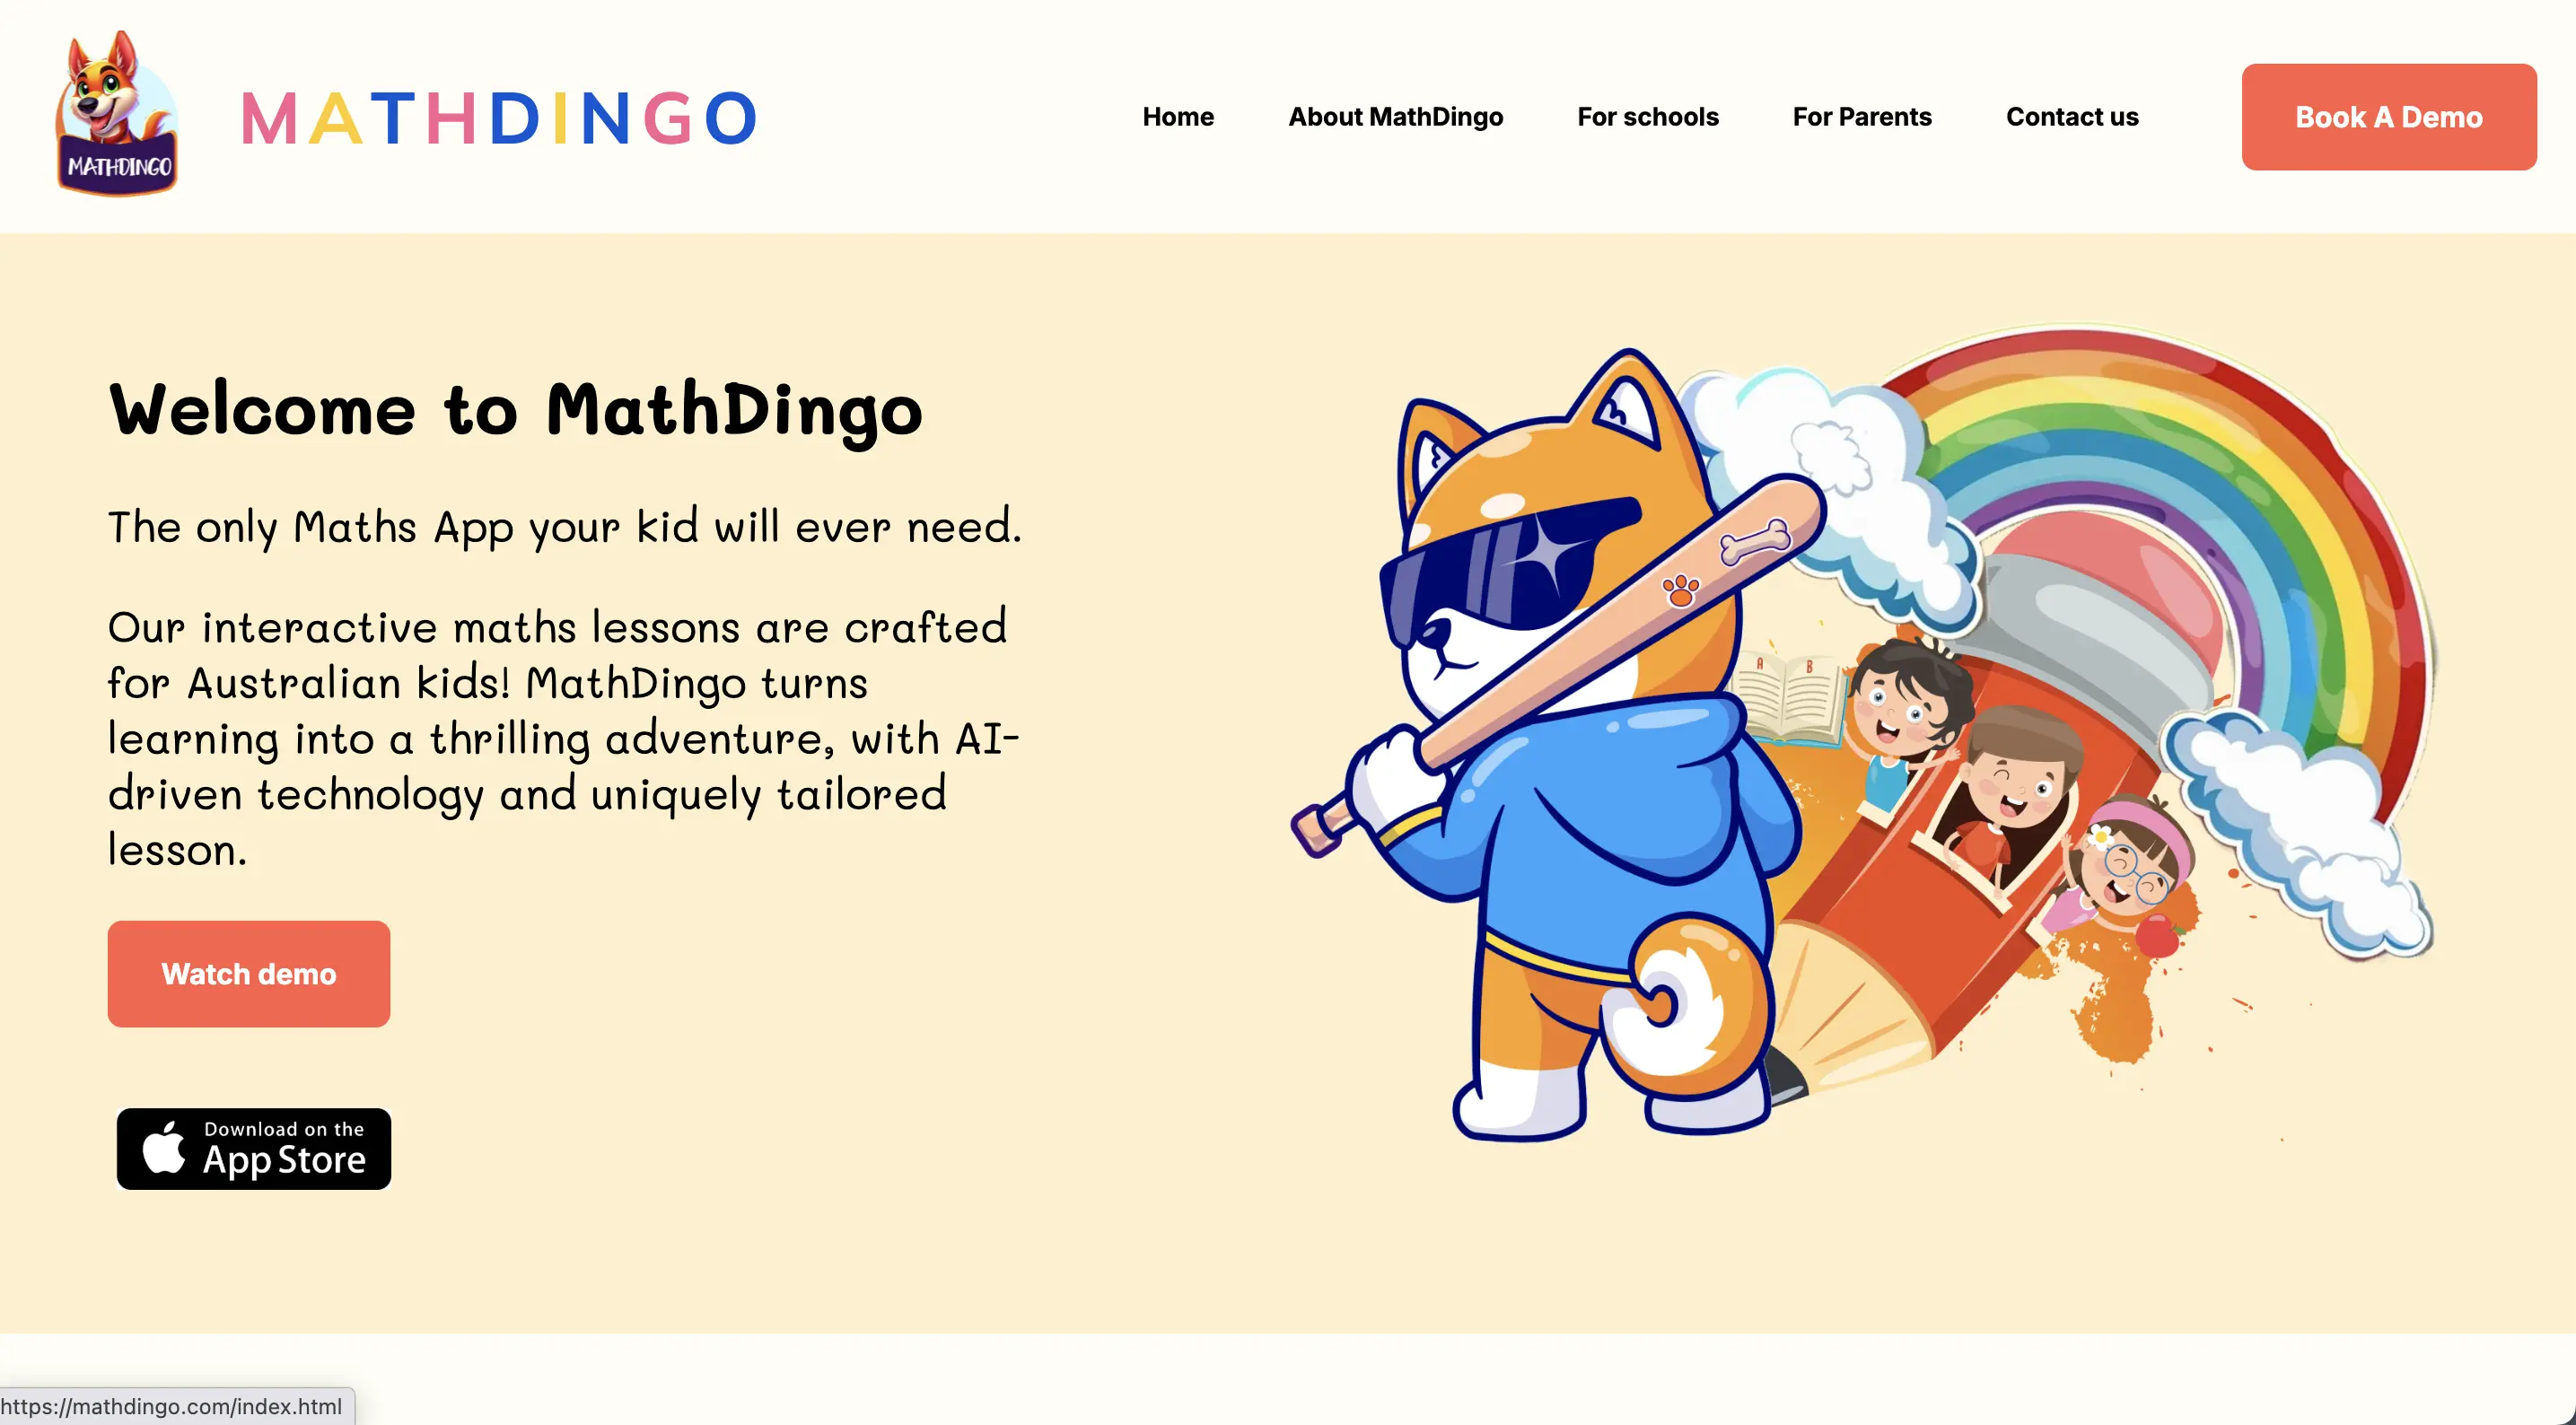 MATHDINGO
MATHDINGO
Home
About MathDingo
For schools
For Parents
Contact us
Book A Demo
Welcome to MathDingo
The only Maths App your kid will ever need.
Our interactive maths lessons are crafted
for Australian kids! MathDingo turns
learning into a thrilling adventure, with AI-
driven technology and uniquely tailored
lesson.
A B
Watch demo
Download on the
App Store
https://mathdingo.com/index.html